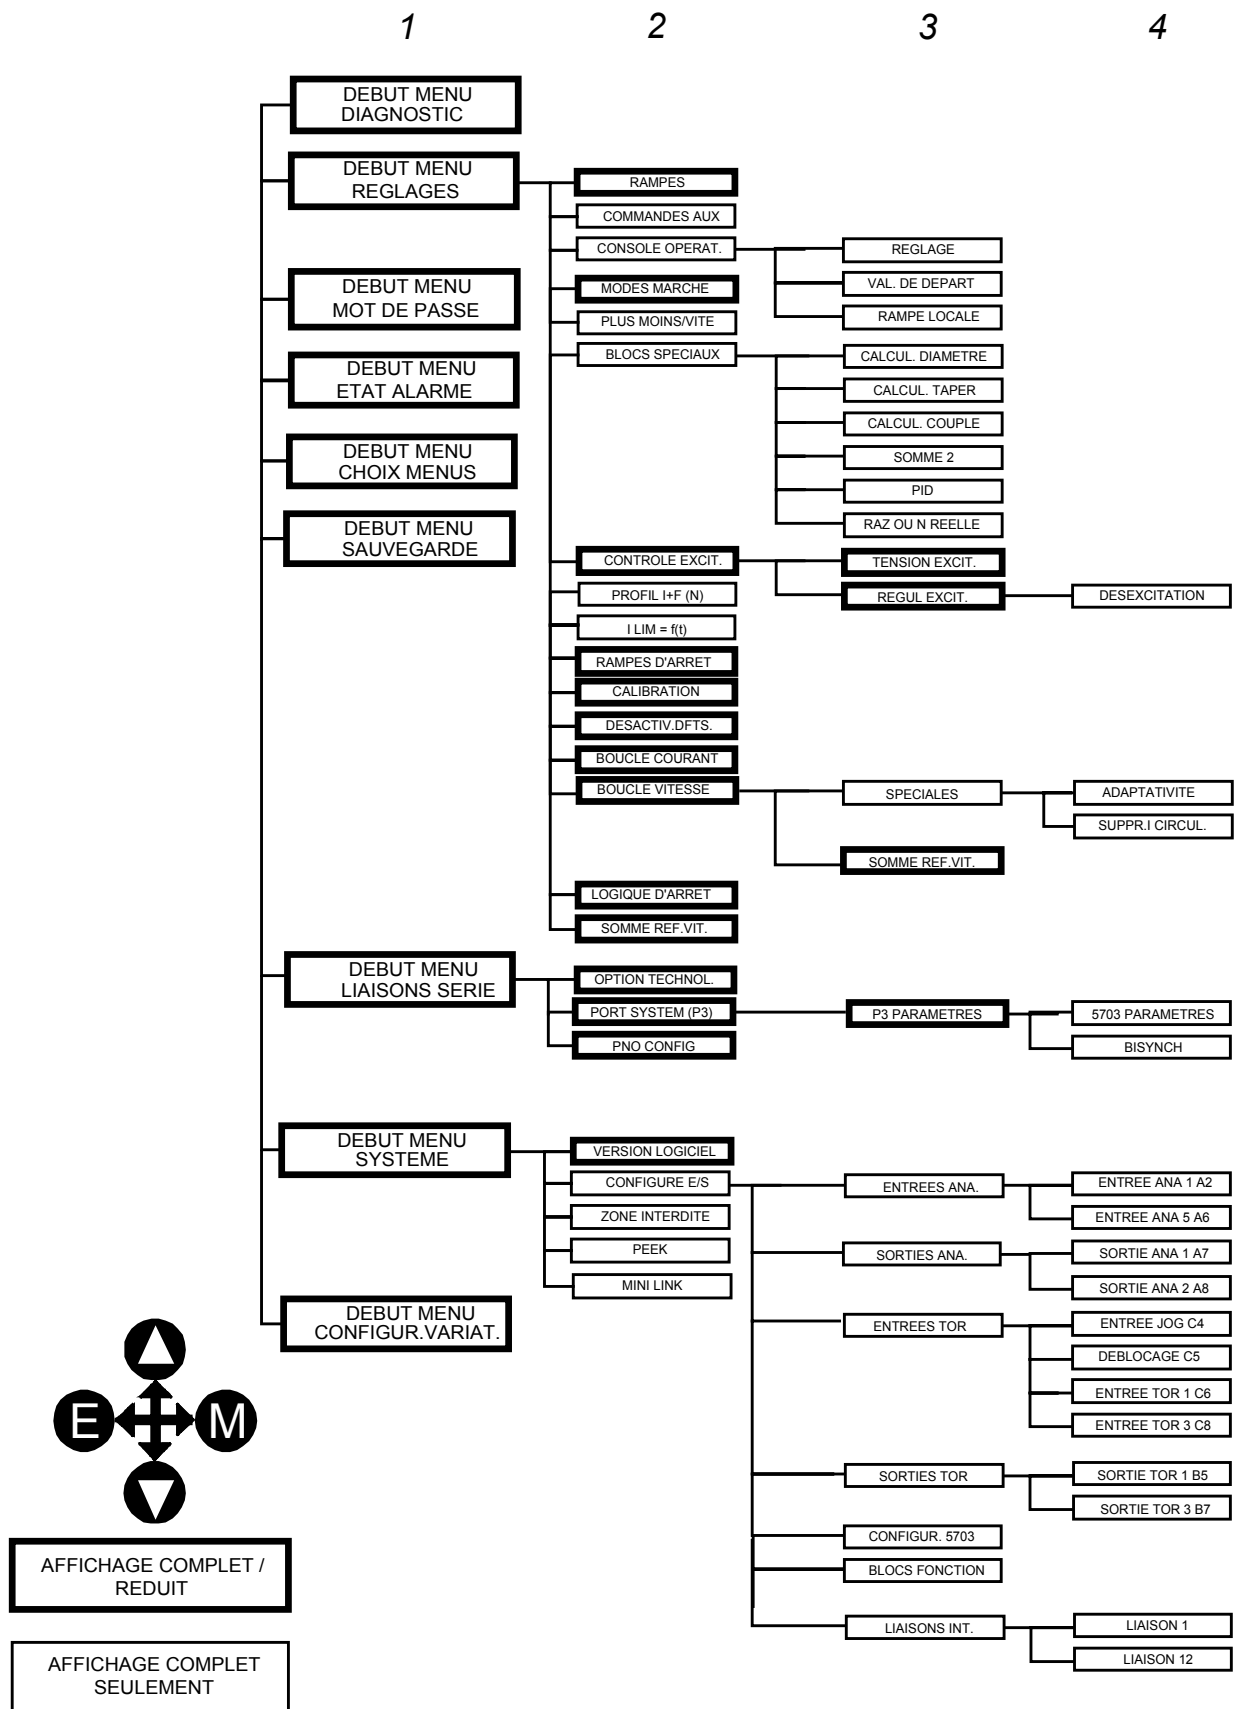 1 2 3 4
DEBUT MENU
DIAGNOSTIC
DEBUT MENU
REGLAGES
RAMPES
COMMANDES AUX
CONSOLE OPERAT.
REGLAGE
VAL. DE DEPART
RAMPE LOCALE
MODES MARCHE
PLUS MOINS/VITE
BLOCS SPECIAUX
CALCUL. DIAMETRE
CALCUL. TAPER
CALCUL. COUPLE
SOMME 2
PID
RAZ OU N REELLE
CONTROLE EXCIT.
TENSION EXCIT.
REGUL EXCIT.
DESEXCITATION
PROFIL I+F (N)
I LIM = f(t)
RAMPES D'ARRET
CALIBRATION
DESACTIV.DFTS.
BOUCLE COURANT
BOUCLE VITESSE
SPECIALES
ADAPTATIVITE
SUPPR.I CIRCUL.
SOMME REF.VIT.
LOGIQUE D'ARRET
SOMME REF.VIT.
DEBUT MENU
MOT DE PASSE
DEBUT MENU
ETAT ALARME
DEBUT MENU
CHOIX MENUS
DEBUT MENU
SAUVEGARDE
DEBUT MENU
LIAISONS SERIE
OPTION TECHNOL.
PORT SYSTEM (P3)
P3 PARAMETRES
5703 PARAMETRES
BISYNCH
PNO CONFIG
DEBUT MENU
SYSTEME
VERSION LOGICIEL
CONFIGURE E/S
ENTREES ANA.
ENTREE ANA 1 A2
ENTREE ANA 5 A6
SORTIES ANA.
SORTIE ANA 1 A7
SORTIE ANA 2 A8
ENTREES TOR
ENTREE JOG C4
DEBLOCAGE C5
ENTREE TOR 1 C6
ENTREE TOR 3 C8
SORTIES TOR
SORTIE TOR 1 B5
SORTIE TOR 3 B7
CONFIGUR. 5703
BLOCS FONCTION
LIAISONS INT.
LIAISON 1
LIAISON 12
ZONE INTERDITE
PEEK
MINI LINK
DEBUT MENU
CONFIGUR.VARIAT.
E M
AFFICHAGE COMPLET /
REDUIT
AFFICHAGE COMPLET
SEULEMENT